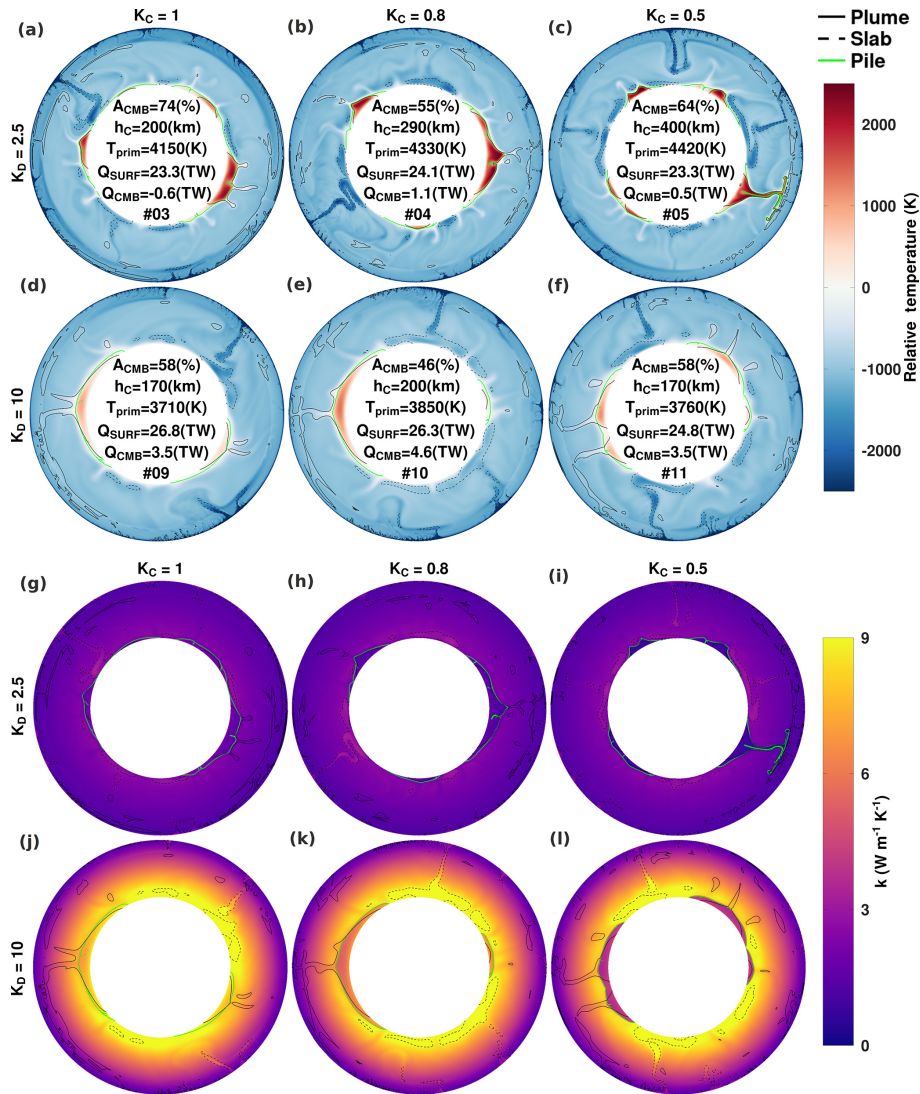 K_C = 1
K_C = 0.8
K_C = 0.5
Plume
Slab
Pile
(a)
(b)
(c)
K_D = 2.5
A_CMB=74(%)
h_C=200(km)
T_prim=4150(K)
Q_SURF=23.3(TW)
Q_CMB=-0.6(TW)
#03
A_CMB=55(%)
h_C=290(km)
T_prim=4330(K)
Q_SURF=24.1(TW)
Q_CMB=1.1(TW)
#04
A_CMB=64(%)
h_C=400(km)
T_prim=4420(K)
Q_SURF=23.3(TW)
Q_CMB=0.5(TW)
#05
(d)
(e)
(f)
K_D = 10
A_CMB=58(%)
h_C=170(km)
T_prim=3710(K)
Q_SURF=26.8(TW)
Q_CMB=3.5(TW)
#09
A_CMB=46(%)
h_C=200(km)
T_prim=3850(K)
Q_SURF=26.3(TW)
Q_CMB=4.6(TW)
#10
A_CMB=58(%)
h_C=170(km)
T_prim=3760(K)
Q_SURF=24.8(TW)
Q_CMB=3.5(TW)
#11
2000
1000
0
-1000
-2000
Relative temperature (K)
K_C = 1
K_C = 0.8
K_C = 0.5
(g)
(h)
(i)
K_D = 2.5
(j)
(k)
(l)
K_D = 10
9
6
3
0
k (W m⁻¹ K⁻¹)